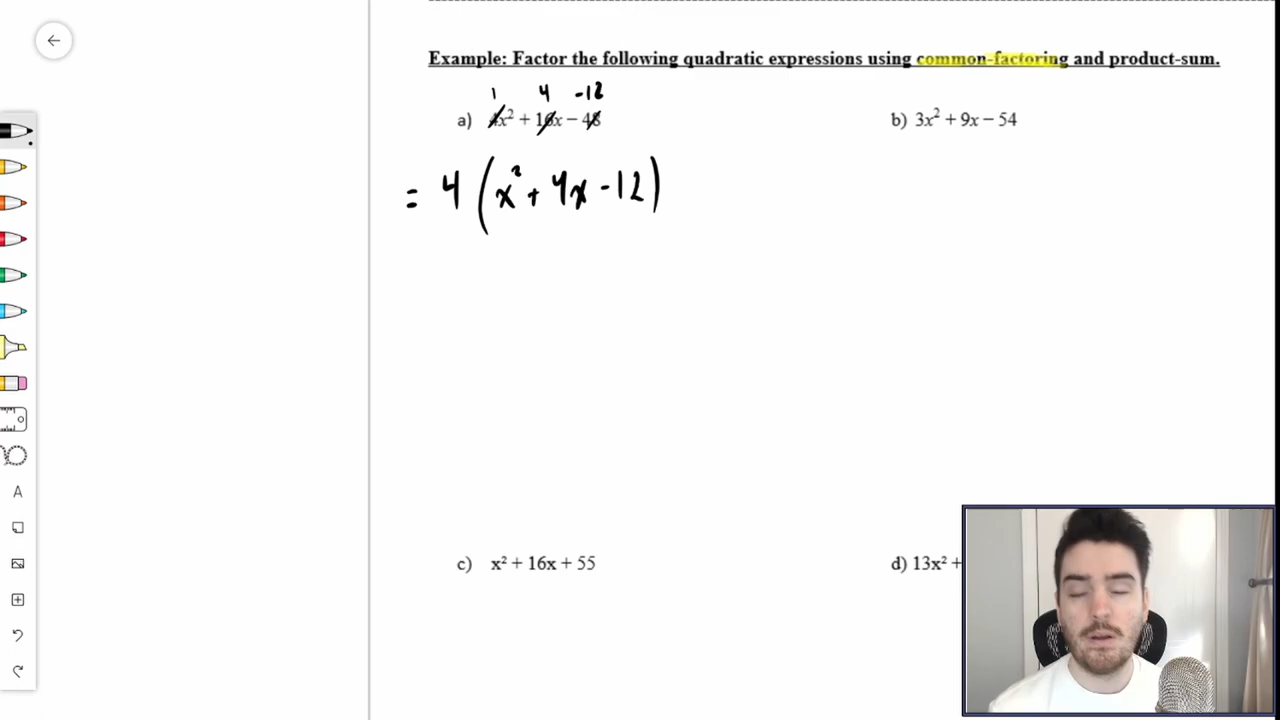 Example: Factor the following quadratic expressions using common-factoring and product-sum.
1 4 -12
a) 4x² + 16x − 48
b) 3x² + 9x − 54
= 4 (x² + 4x - 12)
c) x² + 16x + 55
d) 13x² +
A